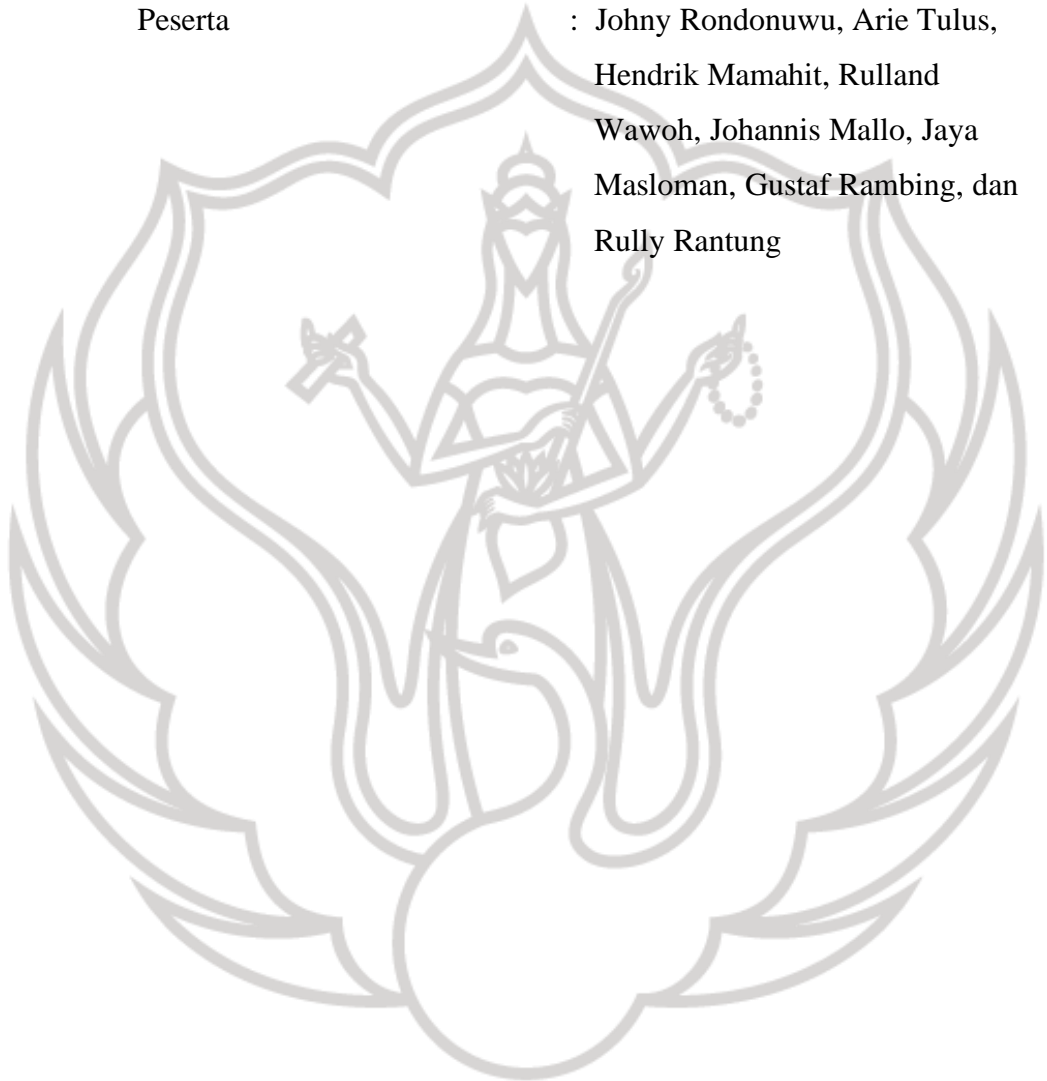 Peserta : Johny Rondonuwu, Arie Tulus,
Hendrik Mamahit, Rulland
Wawoh, Johannis Mallo, Jaya
Masloman, Gustaf Rambing, dan
Rully Rantung